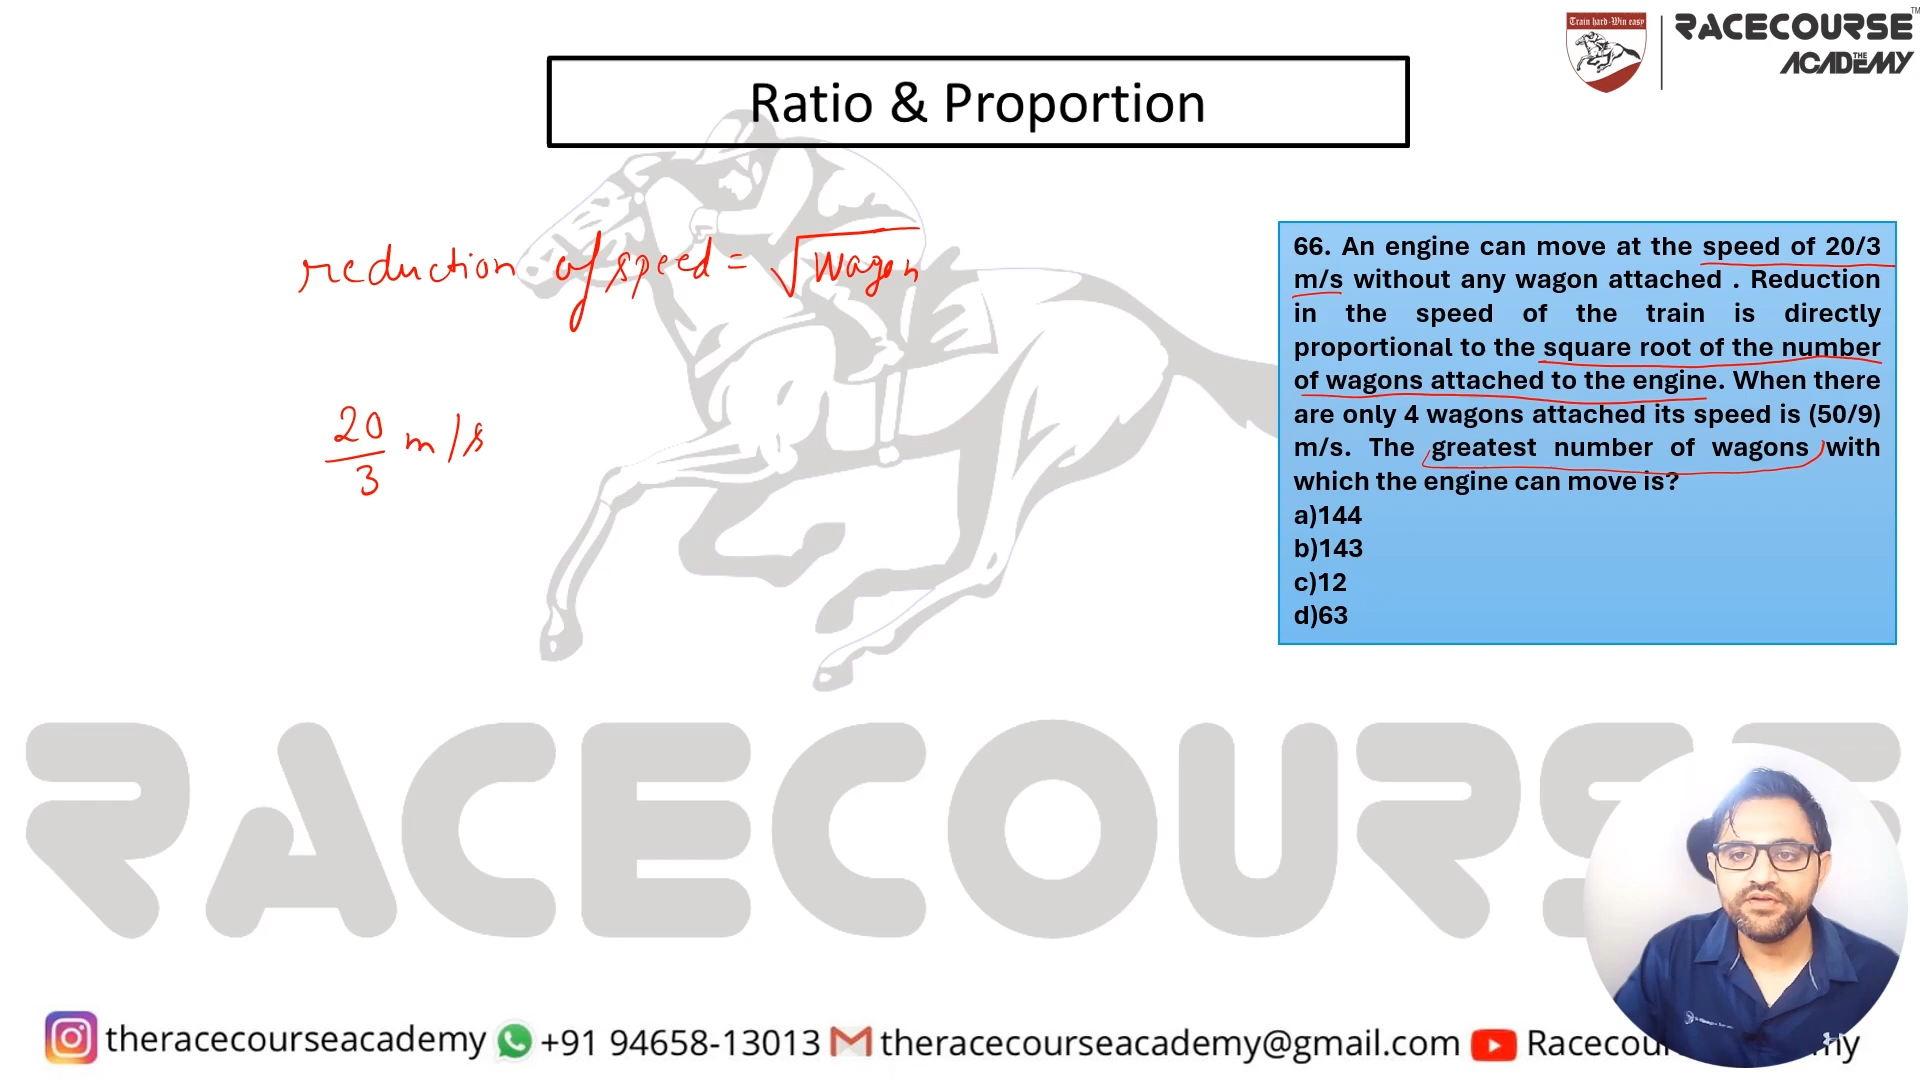 Train hard-Win easy
RACECOURSE
TM
THE
ACADEMY
Ratio & Proportion
reduction of speed = √wagon
20/3 m/s
66. An engine can move at the speed of 20/3
m/s without any wagon attached . Reduction
in the speed of the train is directly
proportional to the square root of the number
of wagons attached to the engine. When there
are only 4 wagons attached its speed is (50/9)
m/s. The greatest number of wagons with
which the engine can move is?
a)144
b)143
c)12
d)63
RACECOURSE
theracecourseacademy +91 94658-13013 theracecourseacademy@gmail.com